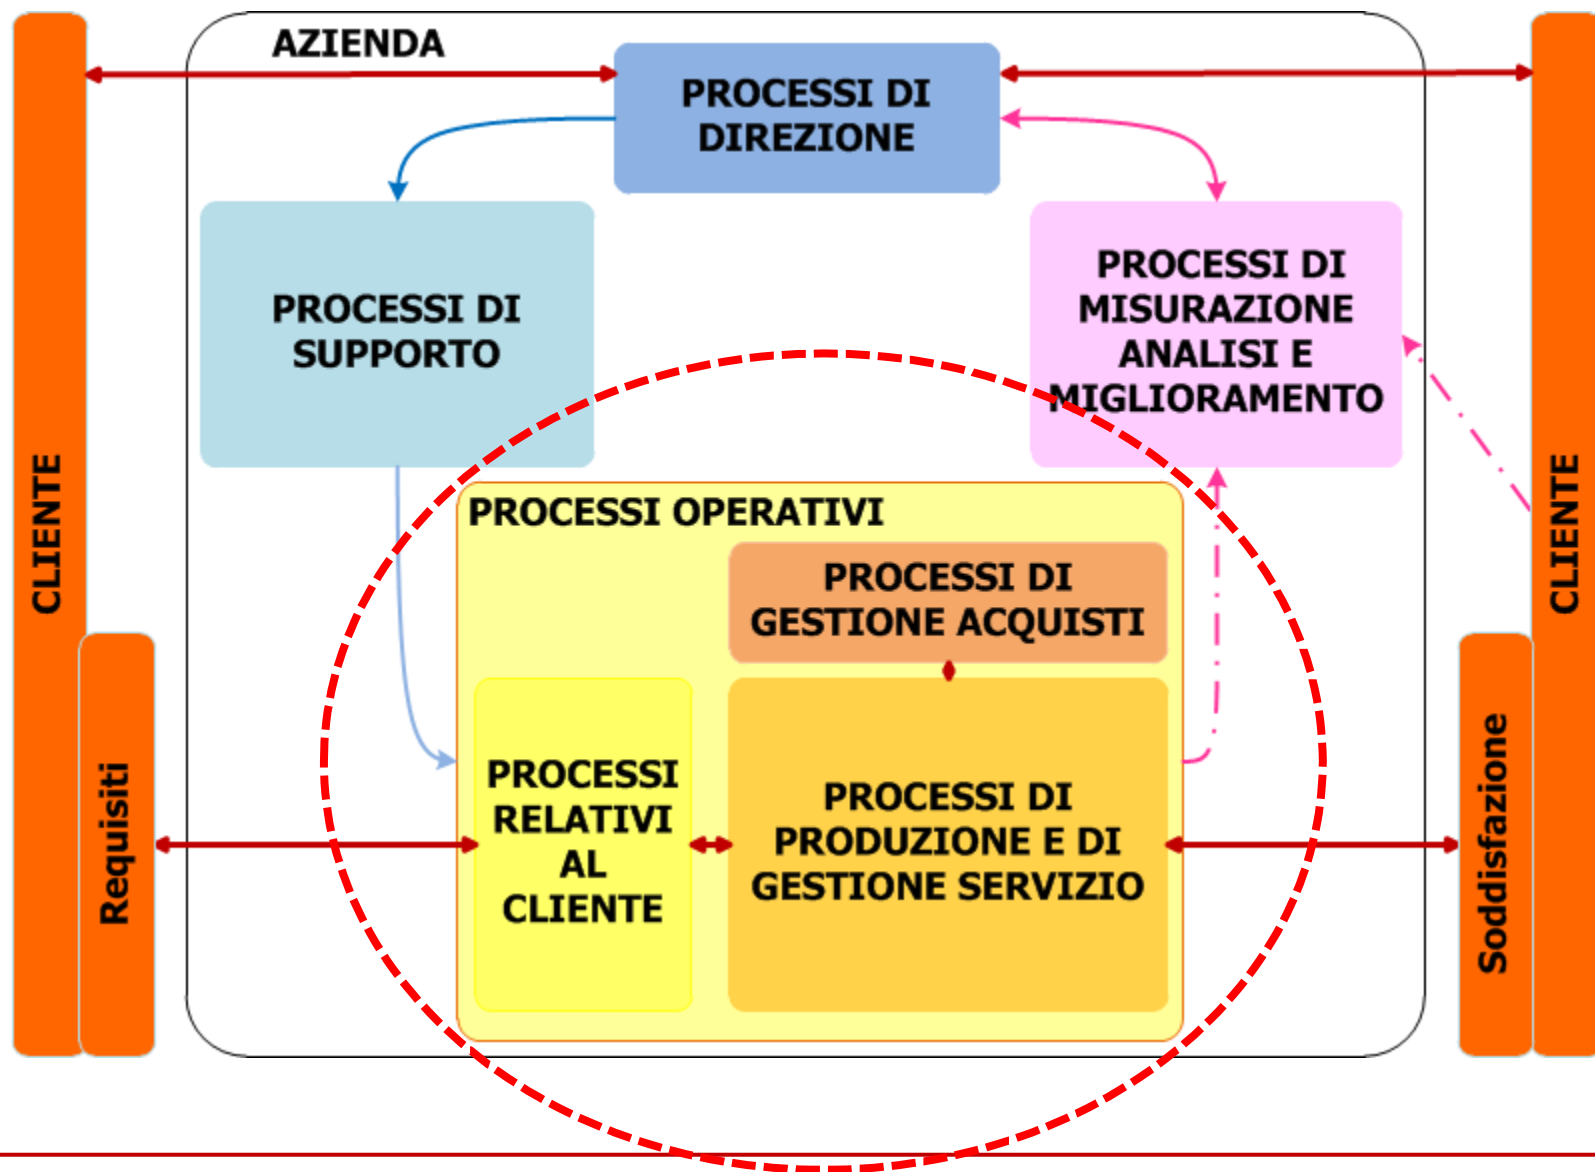 AZIENDA
PROCESSI DI
DIREZIONE
PROCESSI DI
SUPPORTO
PROCESSI DI
MISURAZIONE
ANALISI E
MIGLIORAMENTO
CLIENTE
Requisiti
PROCESSI OPERATIVI
PROCESSI DI
GESTIONE ACQUISTI
PROCESSI
RELATIVI
AL
CLIENTE
PROCESSI DI
PRODUZIONE E DI
GESTIONE SERVIZIO
Soddisfazione
CLIENTE